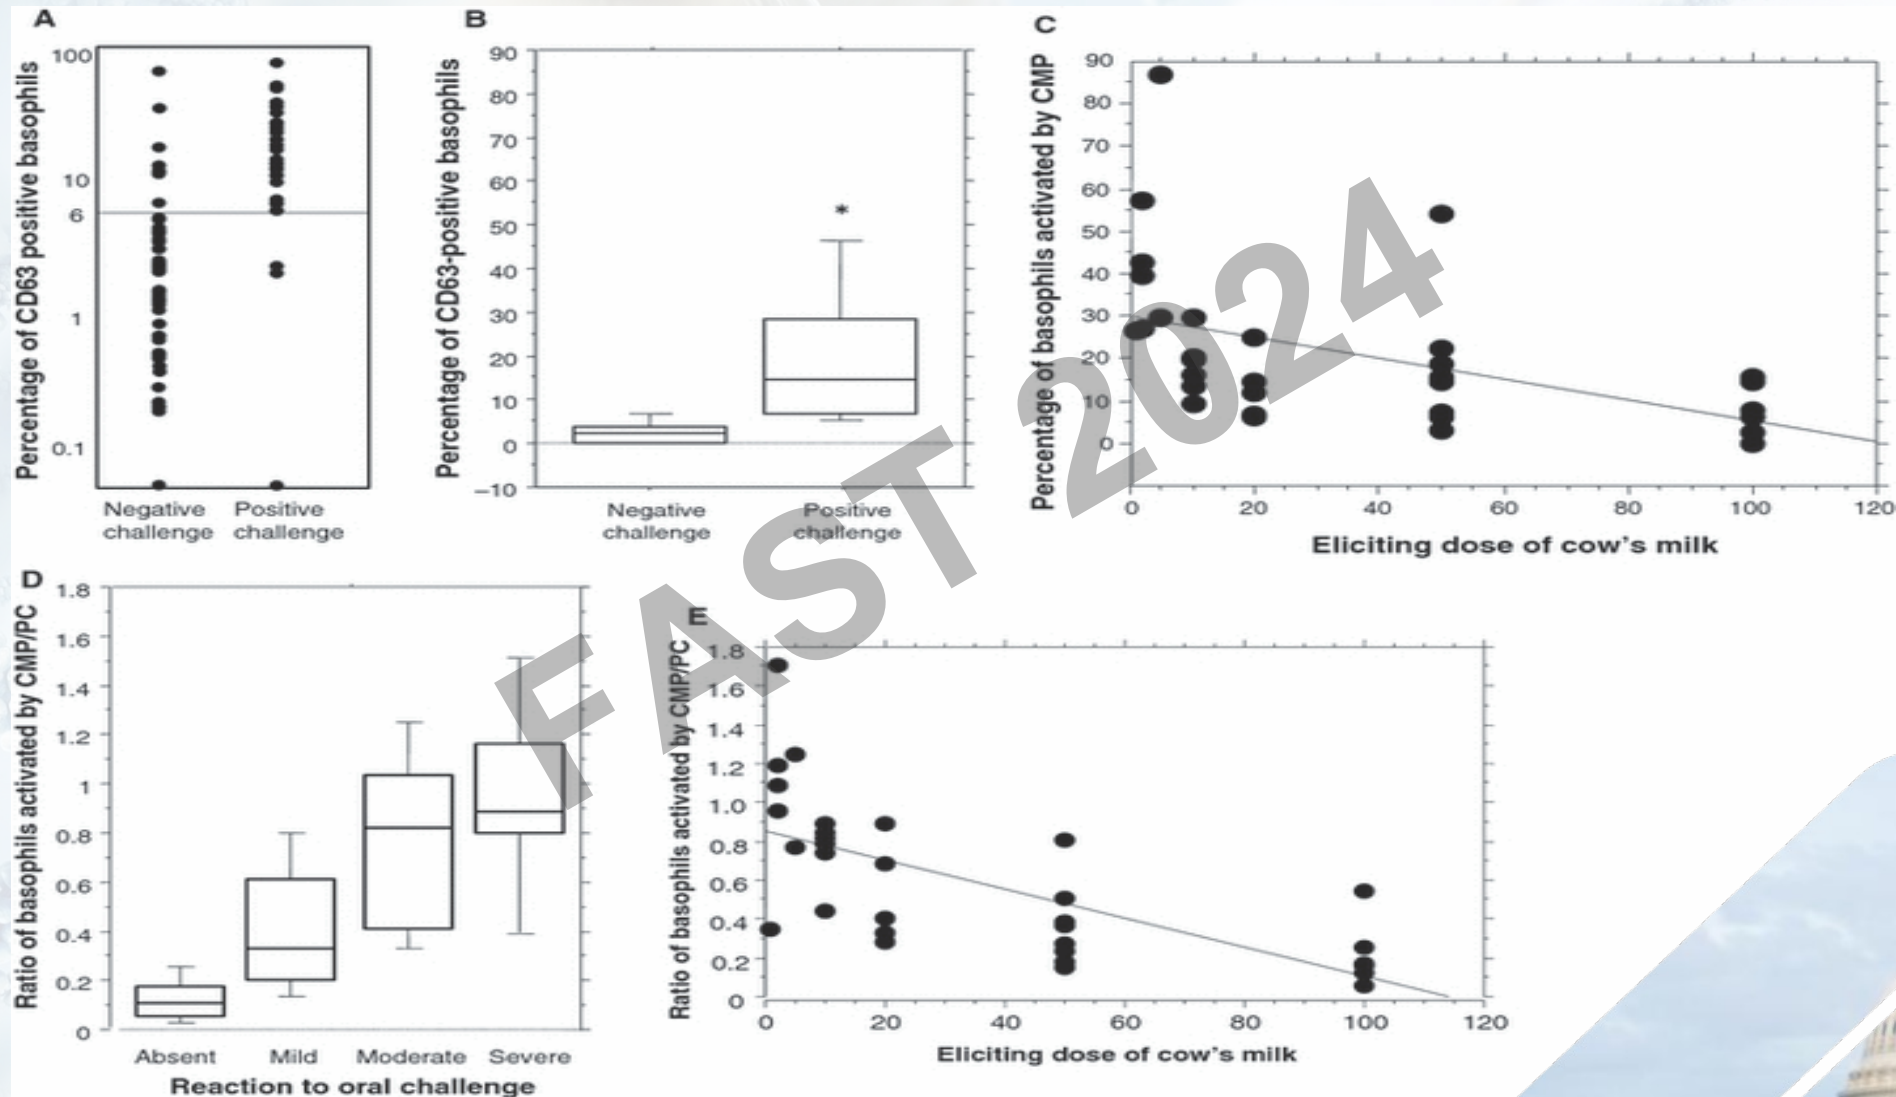 A
Percentage of CD63 positive basophils
100
10
6
1
0.1
Negative challenge
Positive challenge
B
Percentage of CD63-positive basophils
90
80
70
60
50
40
30
20
10
0
–10
*
Negative challenge
Positive challenge
C
Percentage of basophils activated by CMP
90
80
70
60
50
40
30
20
10
0
0 20 40 60 80 100 120
Eliciting dose of cow's milk
D
Ratio of basophils activated by CMP/PC
1.8
1.6
1.4
1.2
1
0.8
0.6
0.4
0.2
0
Absent Mild Moderate Severe
Reaction to oral challenge
E
Ratio of basophils activated by CMP/PC
1.8
1.6
1.4
1.2
1.0
0.8
0.6
0.4
0.2
0
0 20 40 60 80 100 120
Eliciting dose of cow's milk
FAST 2024